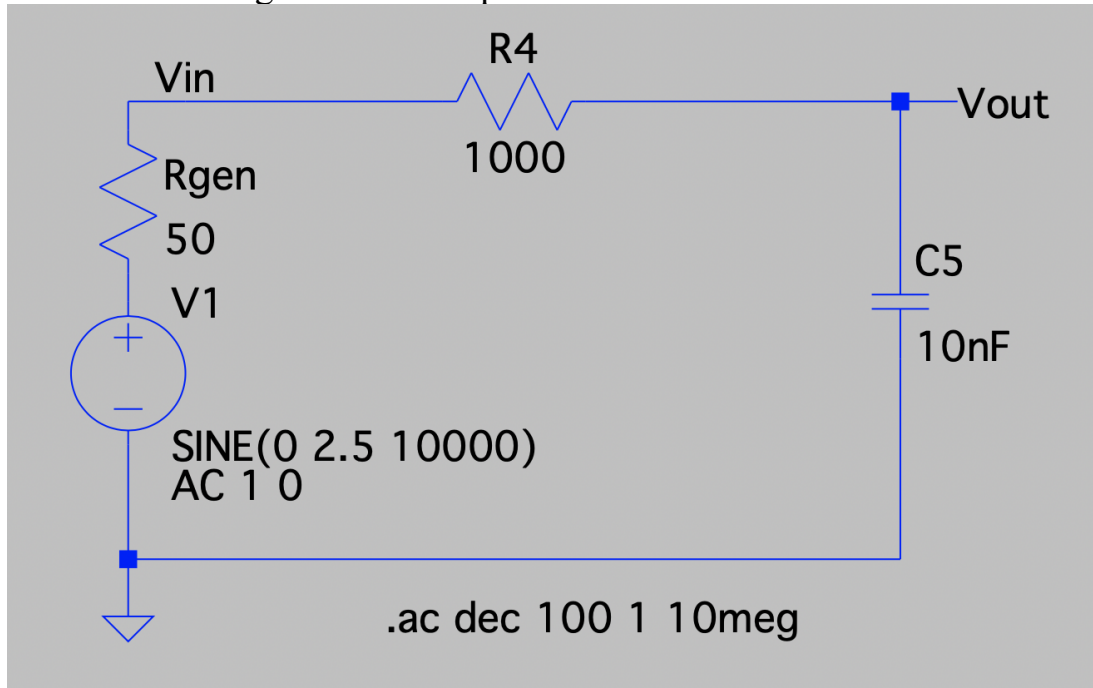 R4
Vin
Vout
1000
Rgen
50
C5
V1
10nF
+
SINE(0 2.5 10000)
AC 1 0
.ac dec 100 1 10meg